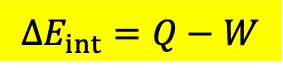 ΔE_int = Q − W